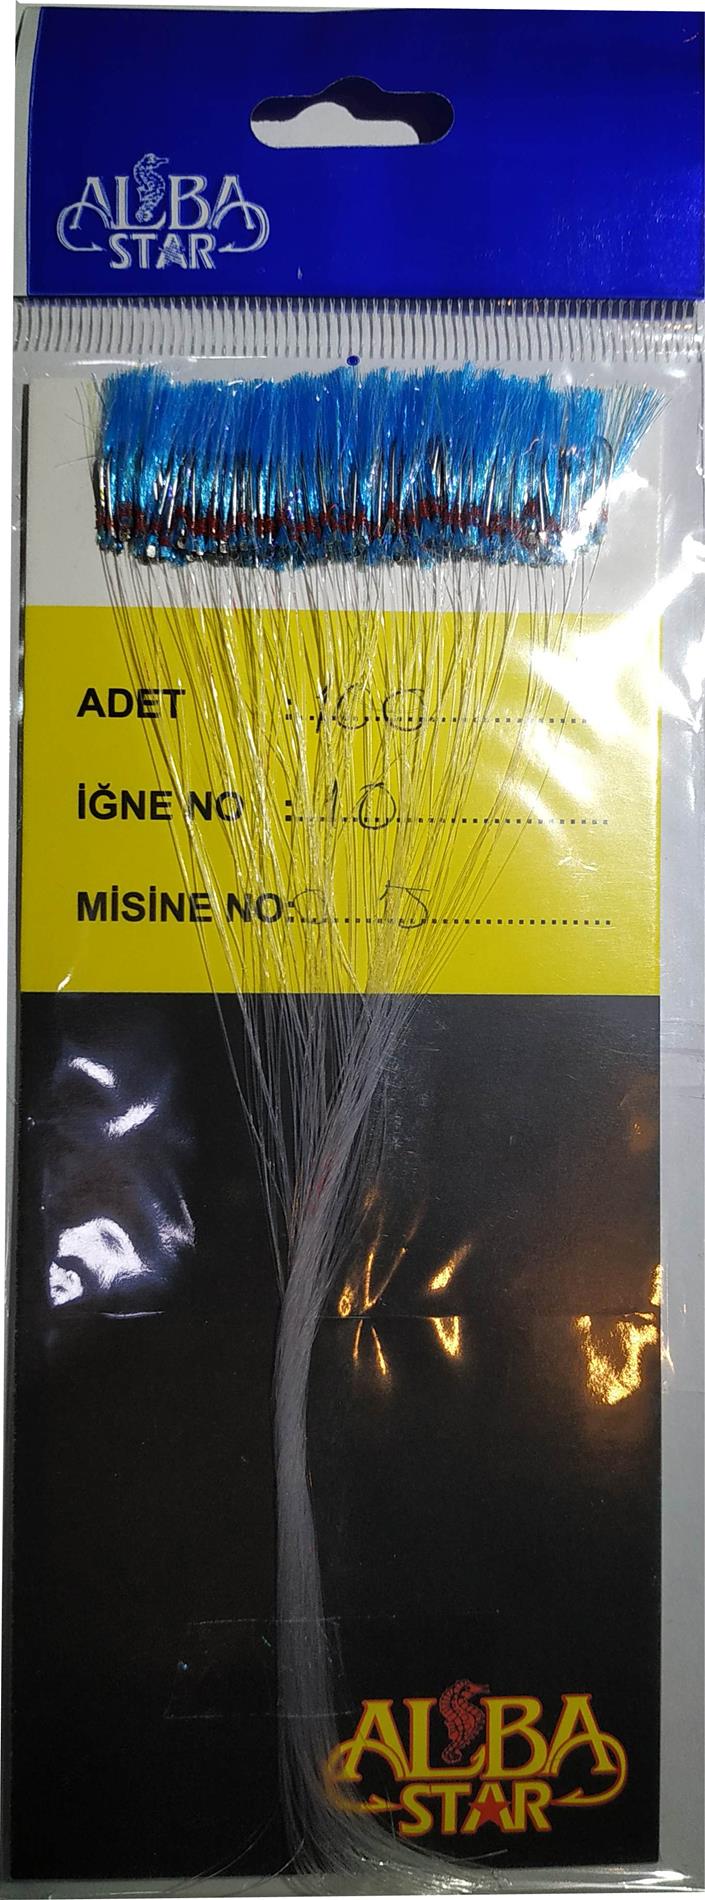 ALBA
STAR
ADET :100
İĞNE NO :10
MİSİNE NO:
ALBA
STAR